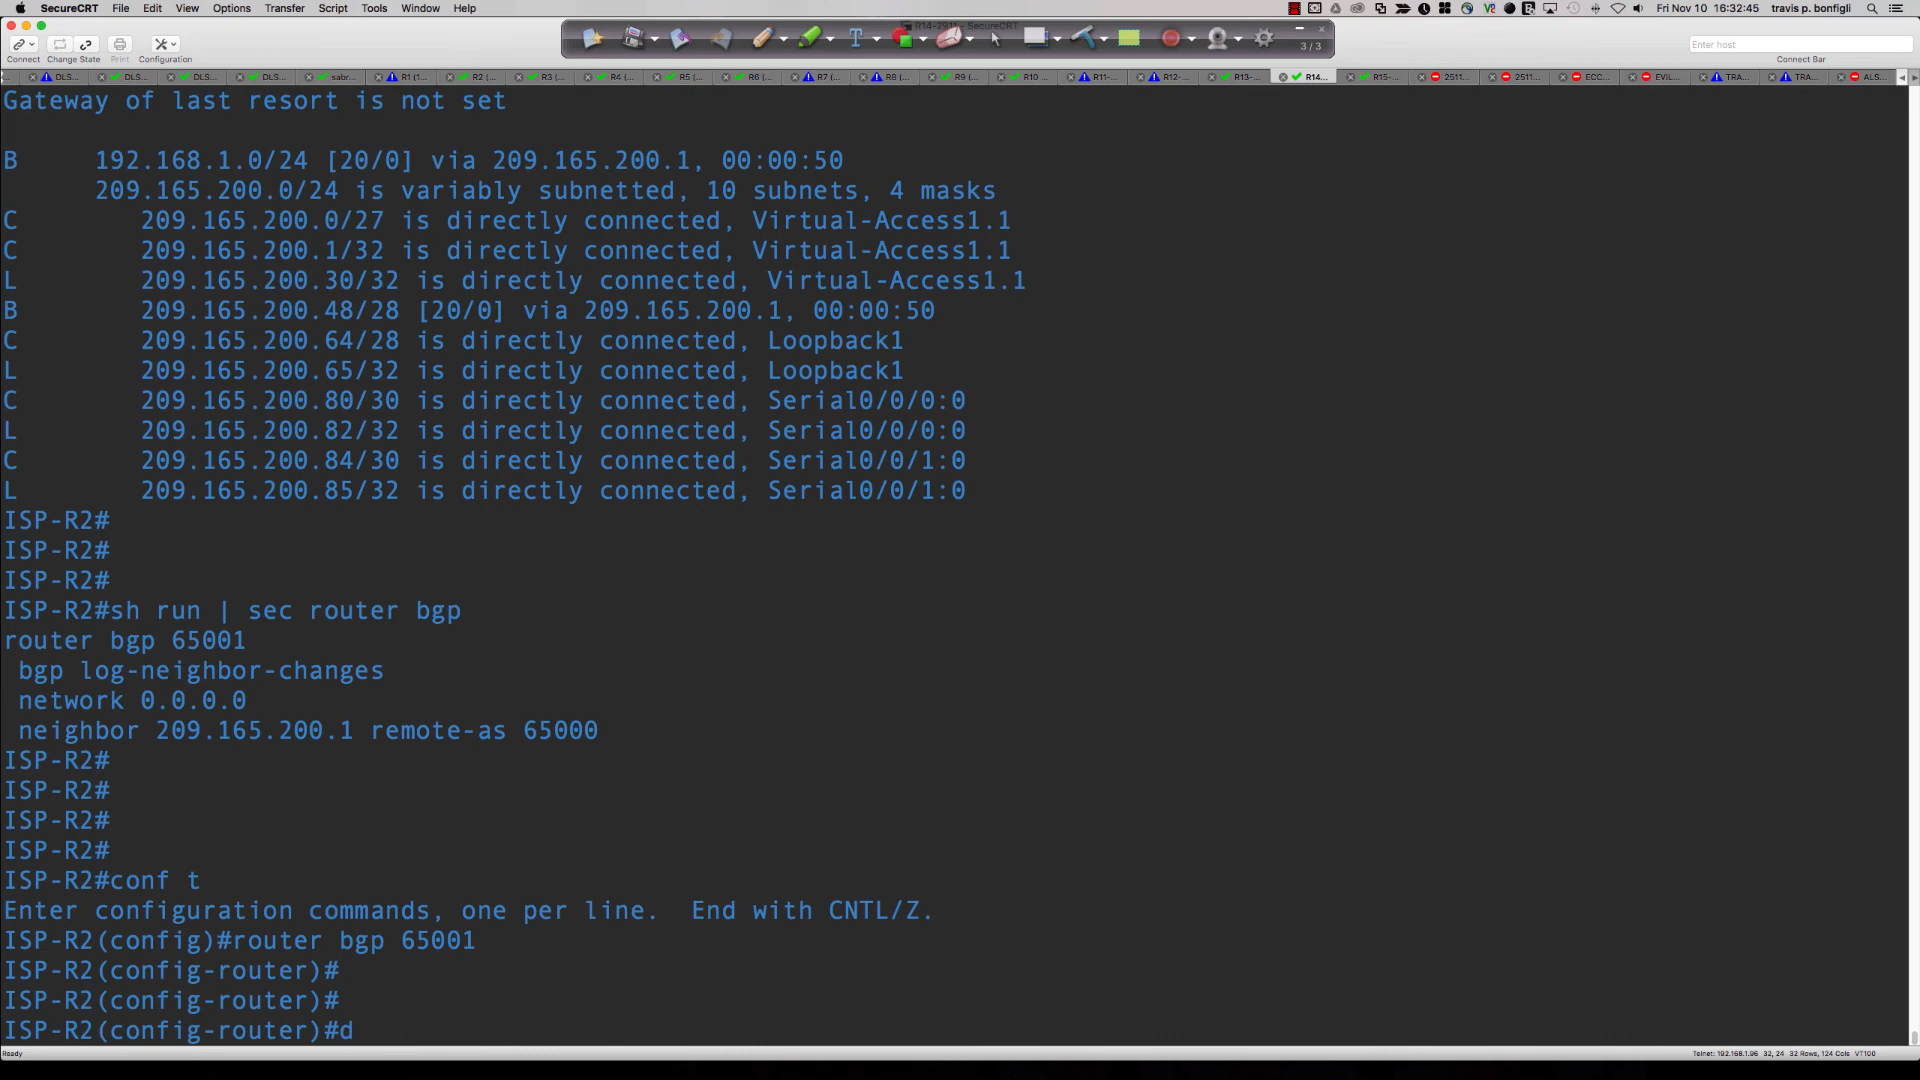 SecureCRT File Edit View Options Transfer Script Tools Window Help
Fri Nov 10 16:32:45 travis p. bonfigli
R14-2911 - SecureCRT
3 / 3
Connect Change State Print Configuration
Enter host
Connect Bar
DLS... DLS... DLS... DLS... sabr... R1 (1... R2 (... R3 (... R4 (... R5 (... R6 (... R7 (... R8 (... R9 (... R10 ... R11-... R12-... R13-... R14... R15-... 2511... 2511... ECC... EVIL... TRA... TRA... ALS...
Gateway of last resort is not set
B 192.168.1.0/24 [20/0] via 209.165.200.1, 00:00:50
209.165.200.0/24 is variably subnetted, 10 subnets, 4 masks
C 209.165.200.0/27 is directly connected, Virtual-Access1.1
C 209.165.200.1/32 is directly connected, Virtual-Access1.1
L 209.165.200.30/32 is directly connected, Virtual-Access1.1
B 209.165.200.48/28 [20/0] via 209.165.200.1, 00:00:50
C 209.165.200.64/28 is directly connected, Loopback1
L 209.165.200.65/32 is directly connected, Loopback1
C 209.165.200.80/30 is directly connected, Serial0/0/0:0
L 209.165.200.82/32 is directly connected, Serial0/0/0:0
C 209.165.200.84/30 is directly connected, Serial0/0/1:0
L 209.165.200.85/32 is directly connected, Serial0/0/1:0
ISP-R2#
ISP-R2#
ISP-R2#
ISP-R2#sh run | sec router bgp
router bgp 65001
bgp log-neighbor-changes
network 0.0.0.0
neighbor 209.165.200.1 remote-as 65000
ISP-R2#
ISP-R2#
ISP-R2#
ISP-R2#
ISP-R2#conf t
Enter configuration commands, one per line.  End with CNTL/Z.
ISP-R2(config)#router bgp 65001
ISP-R2(config-router)#
ISP-R2(config-router)#
ISP-R2(config-router)#d
Ready
Telnet: 192.168.1.96 32, 24 32 Rows, 124 Cols VT100